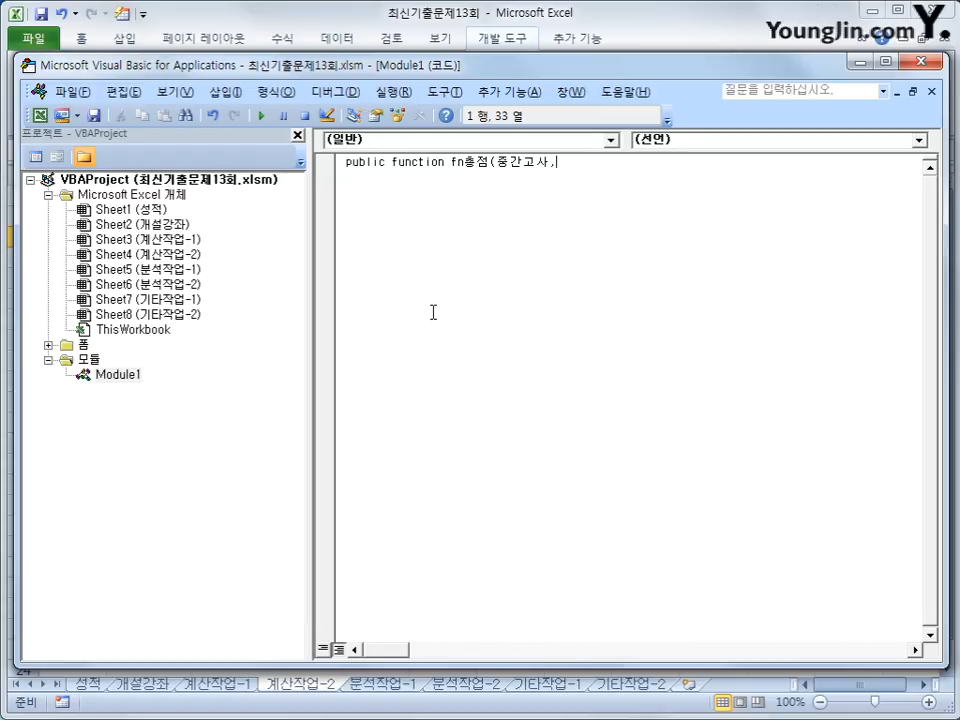 최신기출문제13회 - Microsoft Excel
YoungJin.com Y.
파일 홈 삽입 페이지 레이아웃 수식 데이터 검토 보기 개발 도구 추가 기능
Microsoft Visual Basic for Applications - 최신기출문제13회.xlsm - [Module1 (코드)]
파일(F) 편집(E) 보기(V) 삽입(I) 형식(O) 디버그(D) 실행(R) 도구(T) 추가 기능(A) 창(W) 도움말(H) 질문을 입력하십시오.
1 행, 33 열
프로젝트 - VBAProject
(일반) (선언)
public function fn총점(중간고사,
VBAProject (최신기출문제13회.xlsm)
Microsoft Excel 개체
Sheet1 (성적)
Sheet2 (개설강좌)
Sheet3 (계산작업-1)
Sheet4 (계산작업-2)
Sheet5 (분석작업-1)
Sheet6 (분석작업-2)
Sheet7 (기타작업-1)
Sheet8 (기타작업-2)
ThisWorkbook
폼
모듈
Module1
24
성적 개설강좌 계산작업-1 계산작업-2 분석작업-1 분석작업-2 기타작업-1 기타작업-2
준비 100%